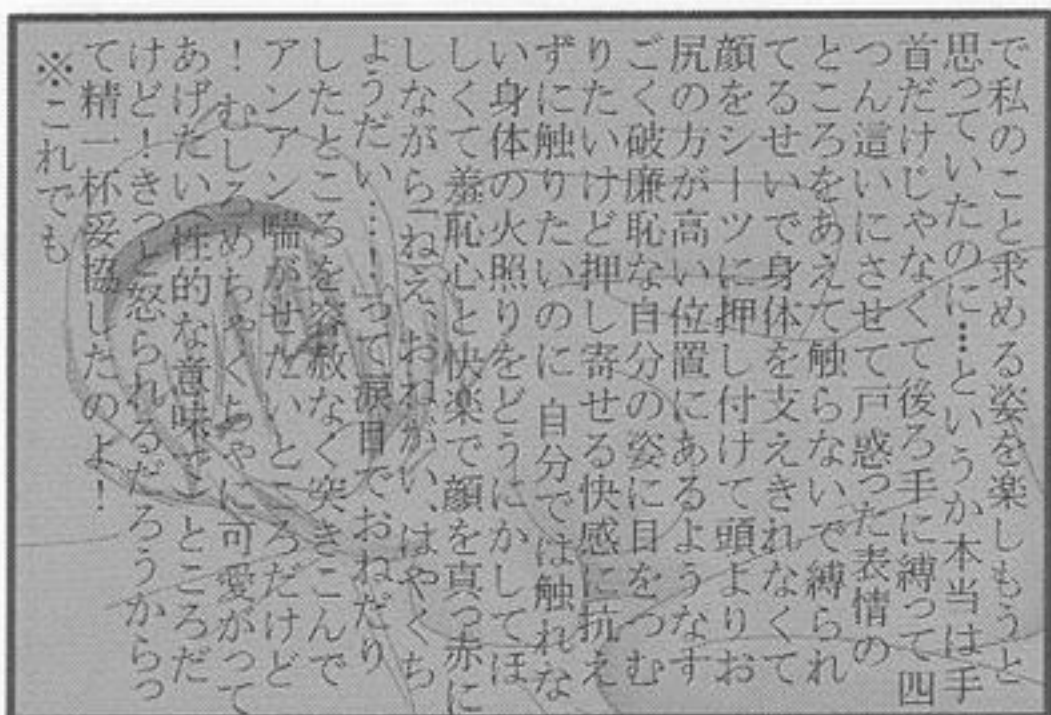 で私のこと求める姿を楽しもうと
思っていたのに…というか本当は手
首だけじゃなくて後ろ手に縛って四
つん這いにさせて戸惑った表情の
ところをあえて触らないで縛られ
てるせいで身体を支えきれなくて
顔をシーツに押し付けて頭よりお
尻の方が高い位置にあるようなす
ごく破廉恥な自分の姿に目をつむ
りたいけど押し寄せる快感に抗え
ずに触りたいのに自分では触れな
い身体の火照りをどうにかしてほ
しくて羞恥心と快楽で顔を真っ赤に
しながら「ねえ、おねがい、はやくち
ょうだい…!」って涙目でおねだり
したところを容赦なく突きこんで
アンアン喘がせたいところだけど
!むしろめちゃくちゃに可愛がって
あげたい(性的な意味で)ところだ
けど!きっと怒られるだろうからっ
て精一杯妥協したのよ!
※これでも